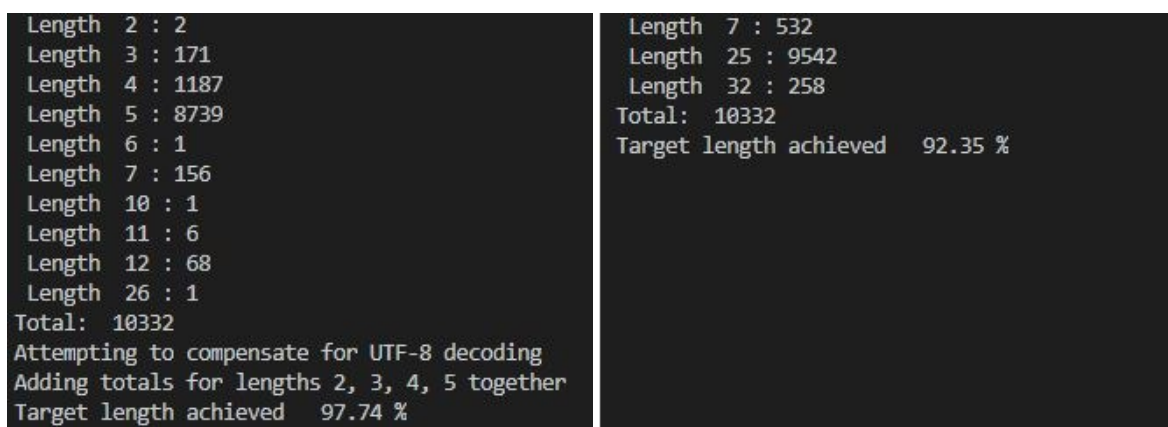 Length 2 : 2
Length 3 : 171
Length 4 : 1187
Length 5 : 8739
Length 6 : 1
Length 7 : 156
Length 10 : 1
Length 11 : 6
Length 12 : 68
Length 26 : 1
Total: 10332
Attempting to compensate for UTF-8 decoding
Adding totals for lengths 2, 3, 4, 5 together
Target length achieved 97.74 %
Length 7 : 532
Length 25 : 9542
Length 32 : 258
Total: 10332
Target length achieved 92.35 %